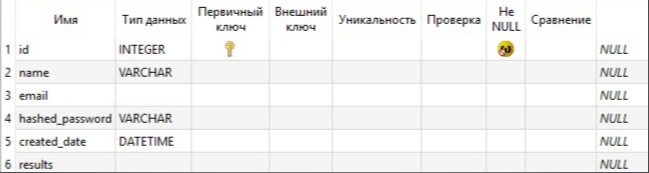 Имя Тип данных Первичный ключ Внешний ключ Уникальность Проверка Не NULL Сравнение
1 id INTEGER NULL
2 name VARCHAR NULL
3 email NULL
4 hashed_password VARCHAR NULL
5 created_date DATETIME NULL
6 results NULL